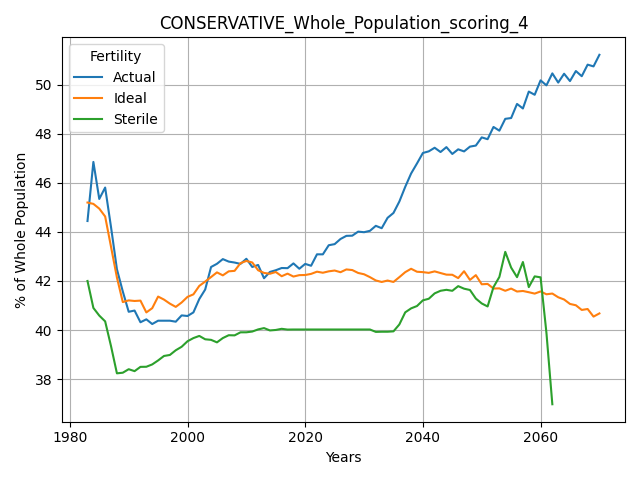 CONSERVATIVE_Whole_Population_scoring_4
Fertility
Actual
Ideal
Sterile
% of Whole Population
50
48
46
44
42
40
38
1980
2000
2020
2040
2060
Years